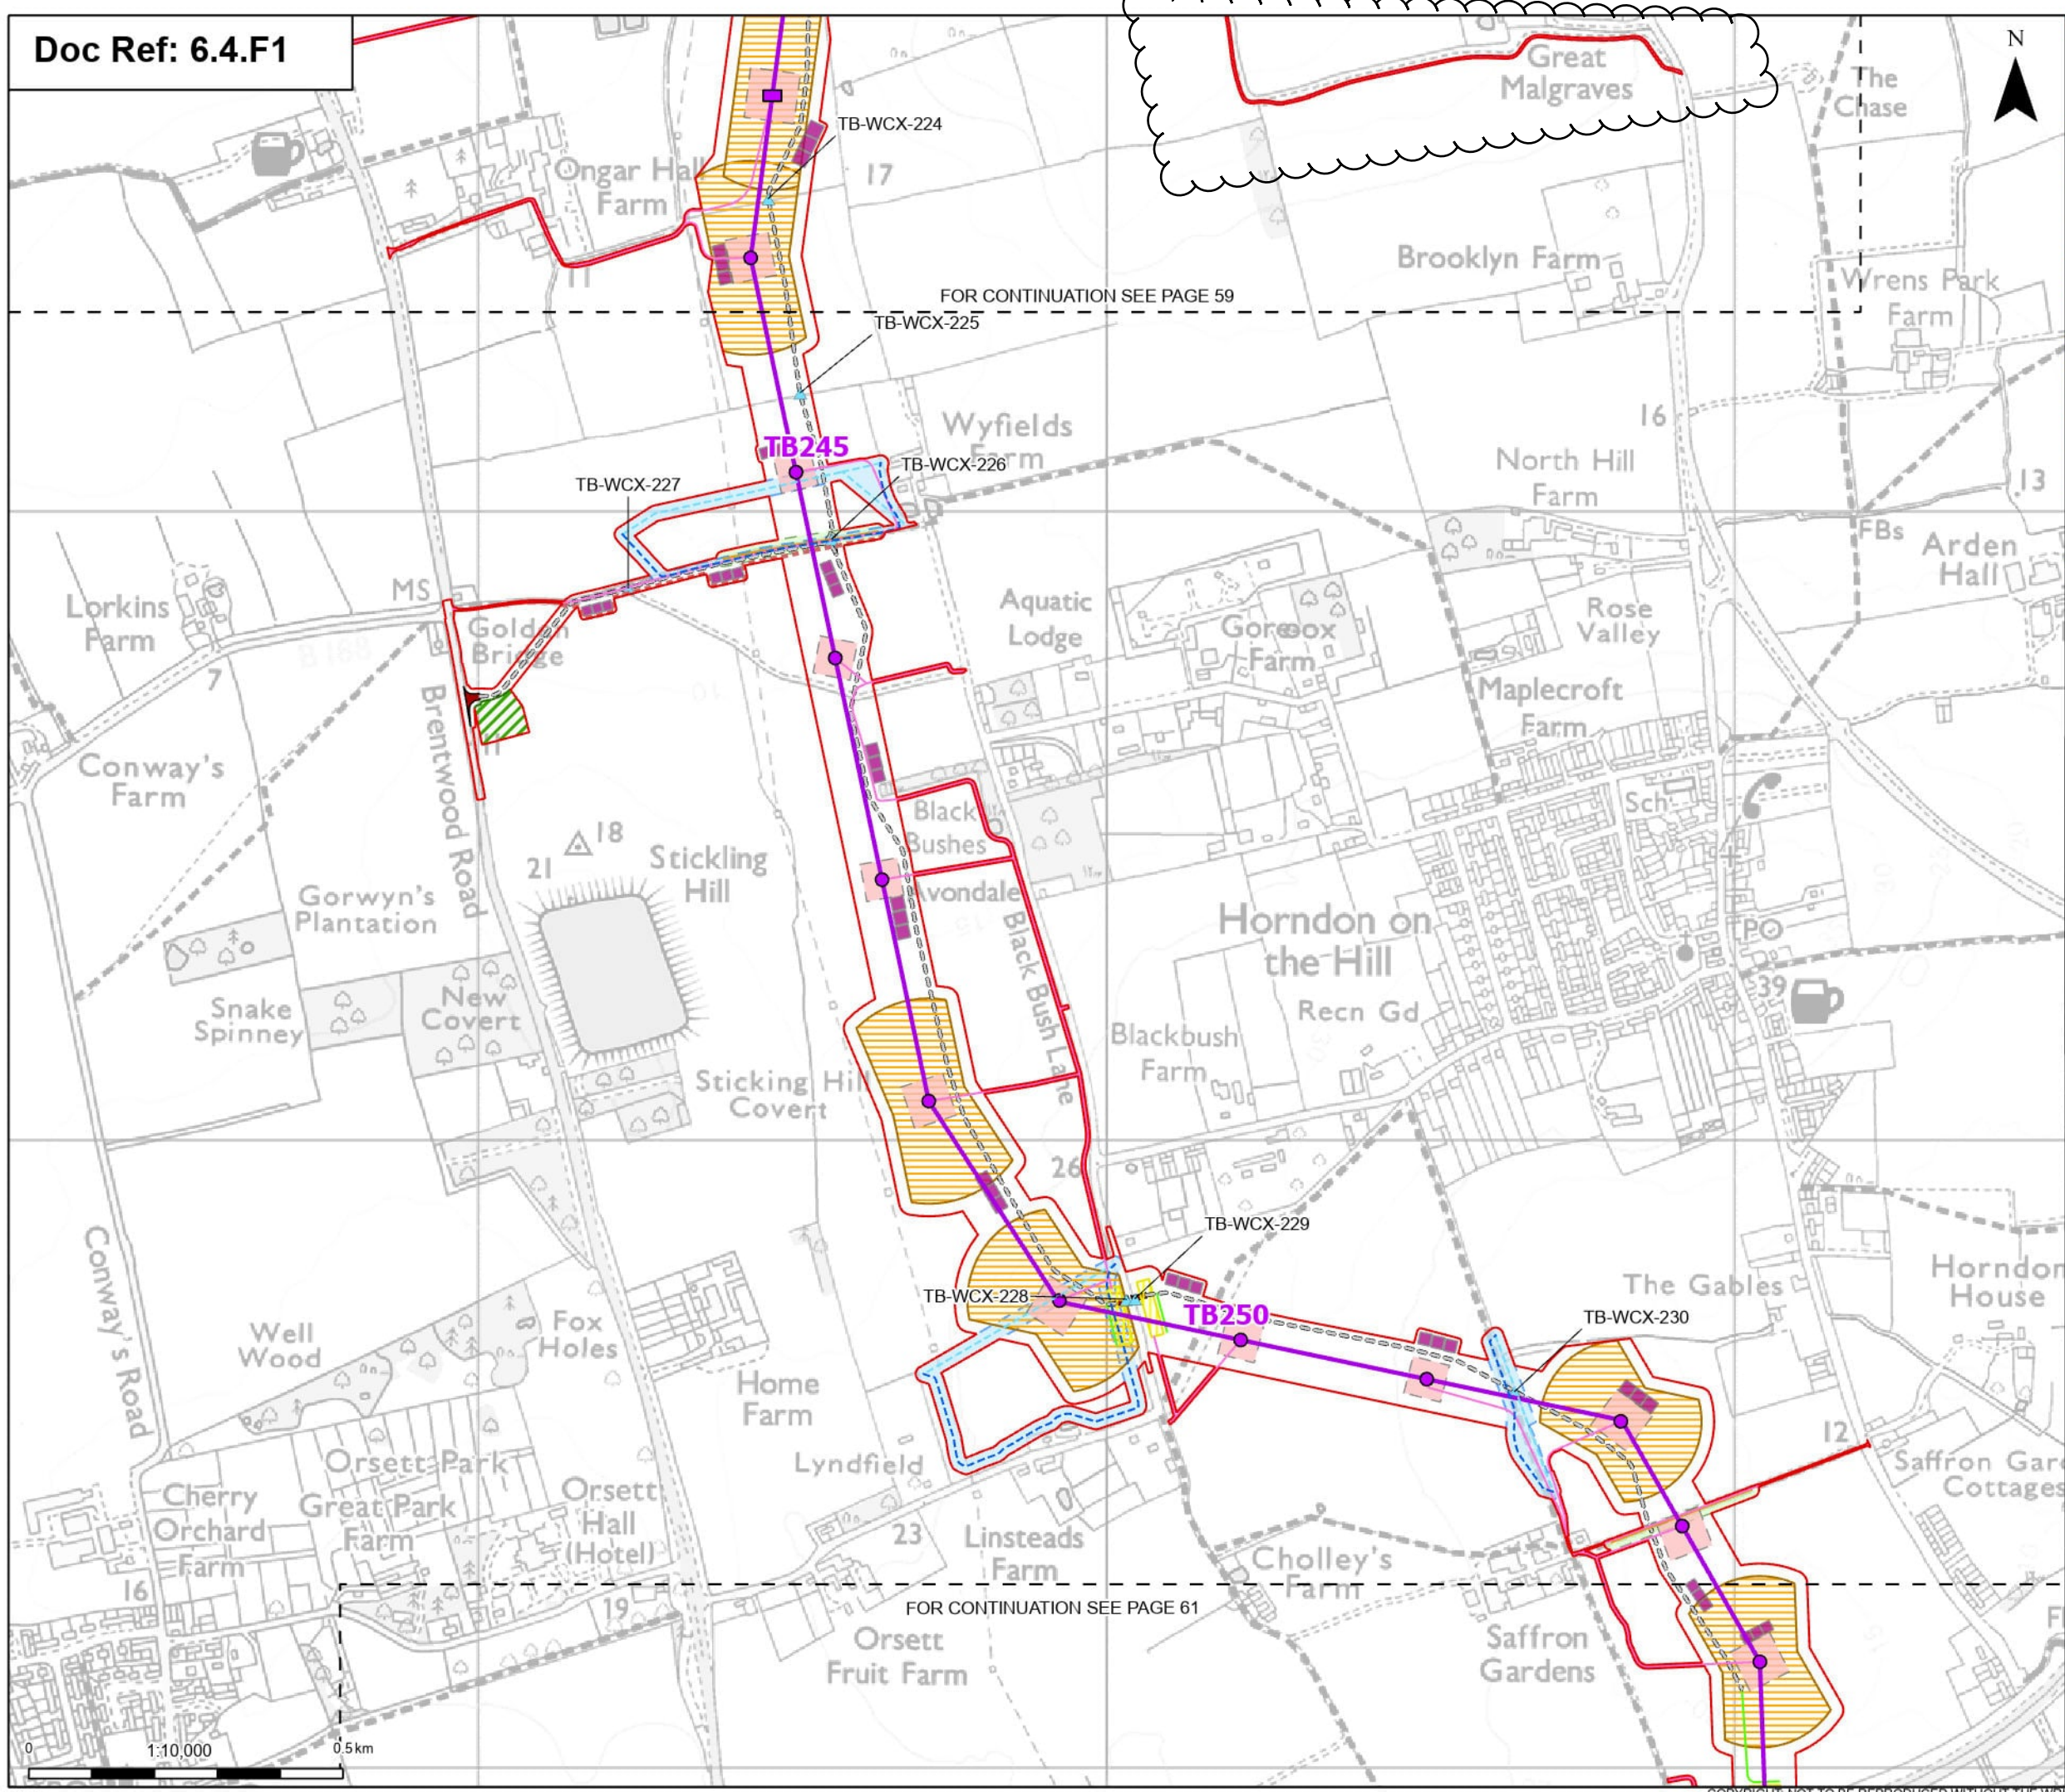 Doc Ref: 6.4.F1
N
Great
Malgraves
The
Chase
TB-WCX-224
Ongar Hall
Farm
17
11
Brooklyn Farm
Wrens Park
Farm
FOR CONTINUATION SEE PAGE 59
TB-WCX-225
16
Wyfields
Farm
TB245
TB-WCX-226
TB-WCX-227
North Hill
Farm
13
FBs
Arden
Hall
MS
Lorkins
Farm
7
Golden
Bridge
Aquatic
Lodge
Rose
Valley
Farm
Maplecroft
Farm
Brentwood Road
Conway's
Farm
Sch
Black
Bushes
18
21
Stickling
Hill
Gorwyn's
Plantation
Avondale
Black Bush Lane
Horndon on
the Hill
PO
39
Recn Gd
Snake
Spinney
New
Covert
Blackbush
Farm
Sticking Hill
Covert
26
Conway's Road
TB-WCX-229
TB-WCX-228
TB250
The Gables
Horndon
House
TB-WCX-230
Well
Wood
Fox
Holes
Home
Farm
12
Saffron Gar
Cottages
Lyndfield
Orsett Park
Cherry
Orchard
Farm
Great Park
Farm
Orsett
Hall
(Hotel)
23
Linsteads
Farm
Cholley's
Farm
16
19
FOR CONTINUATION SEE PAGE 61
Orsett
Fruit Farm
Saffron
Gardens
0
1:10,000
0.5 km